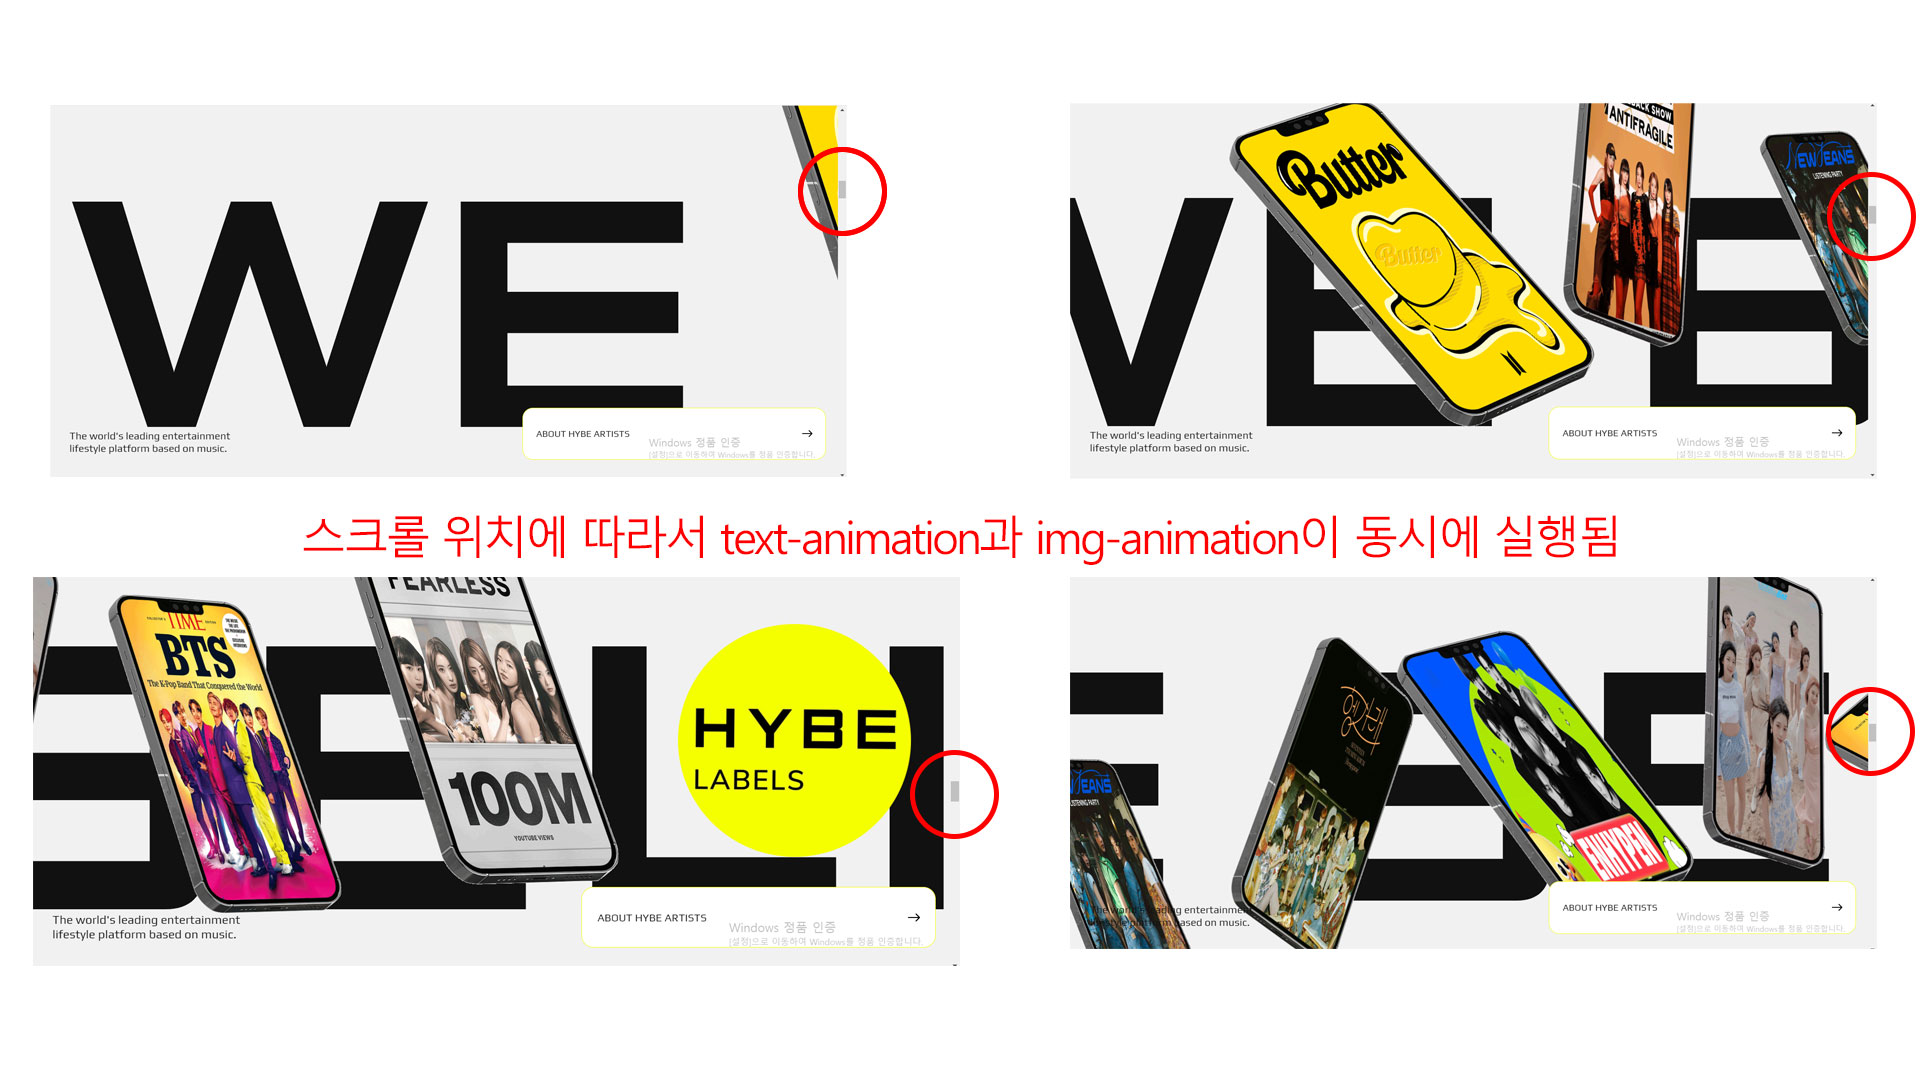 WE
The world's leading entertainment
lifestyle platform based on music.
ABOUT HYBE ARTISTS
Windows 정품 인증
[설정]으로 이동하여 Windows를 정품 인증합니다.
Butter
Butter
BACK SHOW
ANTIFRAGILE
NEWJEANS
LISTENING PARTY
The world's leading entertainment
lifestyle platform based on music.
ABOUT HYBE ARTISTS
Windows 정품 인증
[설정]으로 이동하여 Windows를 정품 인증합니다.
스크롤 위치에 따라서 text-animation과 img-animation이 동시에 실행됨
TIME
BTS
The K-Pop Band That Conquered the World
FEARLESS
100M
YOUTUBE VIEWS
HYBE
LABELS
The world's leading entertainment
lifestyle platform based on music.
ABOUT HYBE ARTISTS
Windows 정품 인증
[설정]으로 이동하여 Windows를 정품 인증합니다.
JEANS
LISTENING PARTY
ENHYPEN
The world's leading entertainment
lifestyle platform based on music.
ABOUT HYBE ARTISTS
Windows 정품 인증
[설정]으로 이동하여 Windows를 정품 인증합니다.